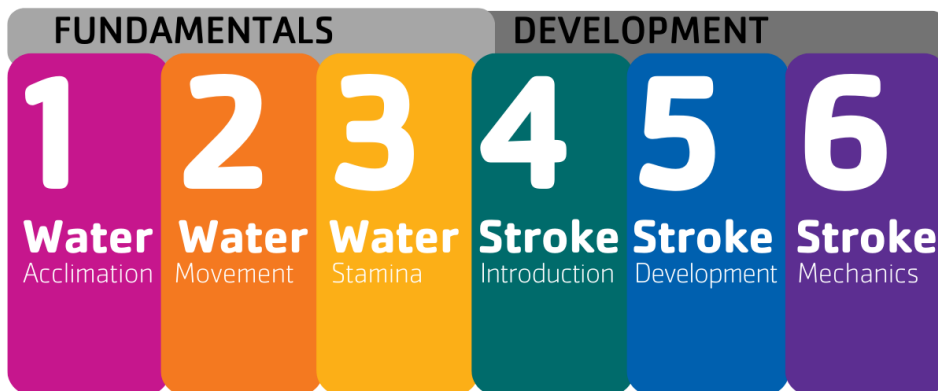 FUNDAMENTALS
DEVELOPMENT
1
Water
Acclimation
2
Water
Movement
3
Water
Stamina
4
Stroke
Introduction
5
Stroke
Development
6
Stroke
Mechanics